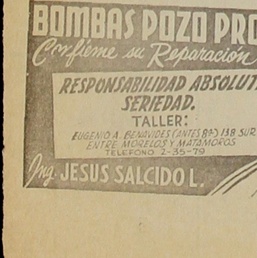 BOMBAS POZO PRO
Confieme su Reparación
RESPONSABILIDAD ABSOLUT
SERIEDAD.
TALLER:
EUGENIO A. BENAVIDES (ANTES 8ª) 138 SUR
ENTRE MORELOS Y MATAMOROS
TELEFONO 2-35-79
Ing. JESUS SALCIDO L.